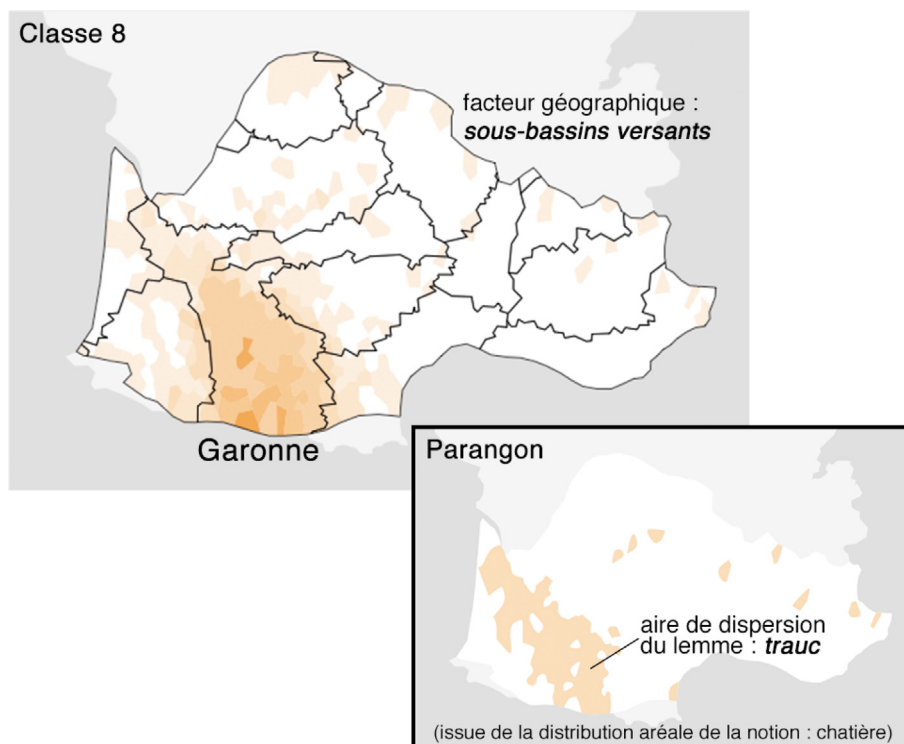 Classe 8
facteur géographique :
sous-bassins versants
Garonne
Parangon
aire de dispersion
du lemme : trauc
(issue de la distribution aréale de la notion : chatière)